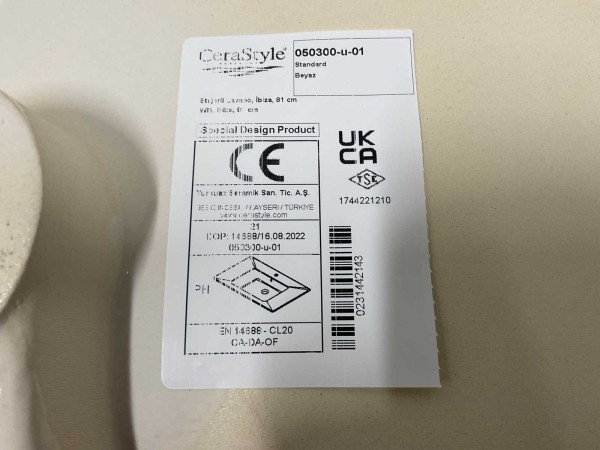 CeraStyle®
050300-u-01
Standard
Beyaz
İbiza, 81 cm
Special Design Product
CE
UK
CA
TSE
Turkuaz Seramik San. Tic. A.Ş.
KAYSERİ / TÜRKİYE
www.cerastyle.com
1744221210
21
DOP: 14688/16.08.2022
050300-u-01
0231442143
EN 14688 - CL20
CA-DA-OF